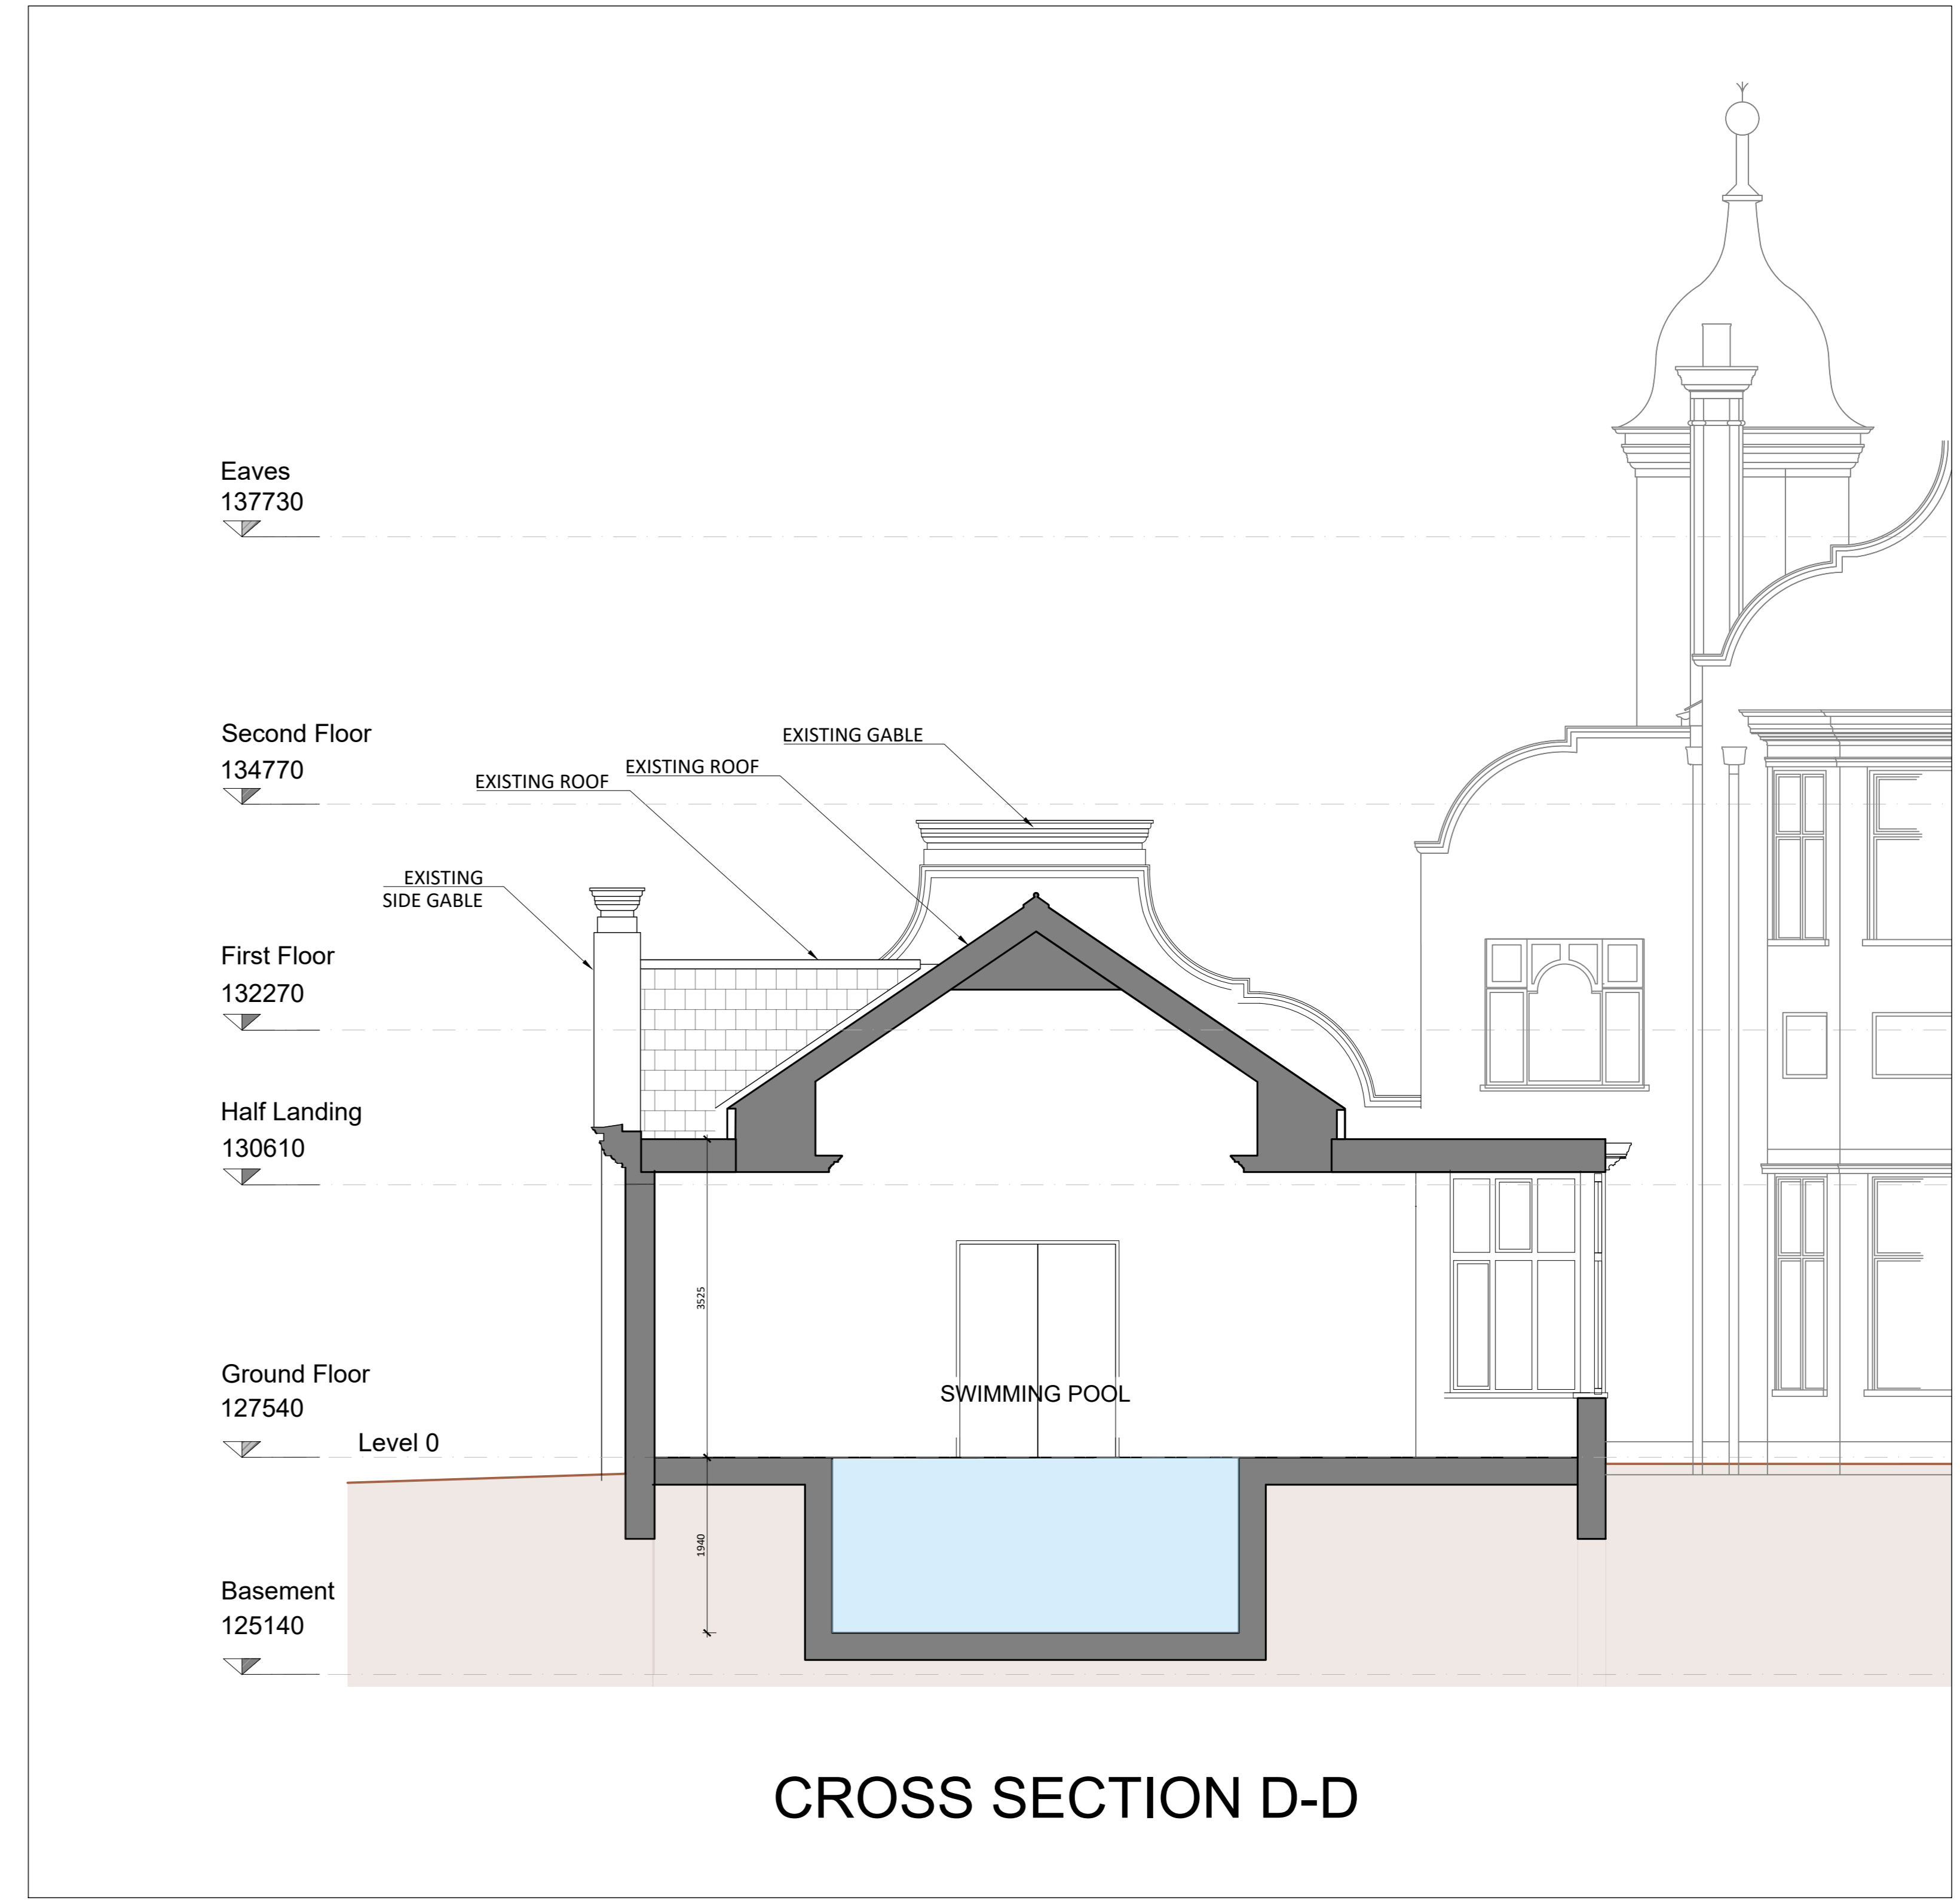 Eaves
137730
Second Floor
134770
EXISTING GABLE
EXISTING ROOF
EXISTING ROOF
EXISTING
SIDE GABLE
First Floor
132270
Half Landing
130610
3525
Ground Floor
127540
SWIMMING POOL
Level 0
1940
Basement
125140
CROSS SECTION D-D